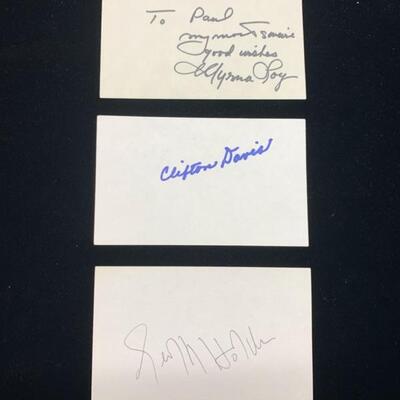 To Paul
my most sincere
good wishes
Myrna Loy
Clifton Davis